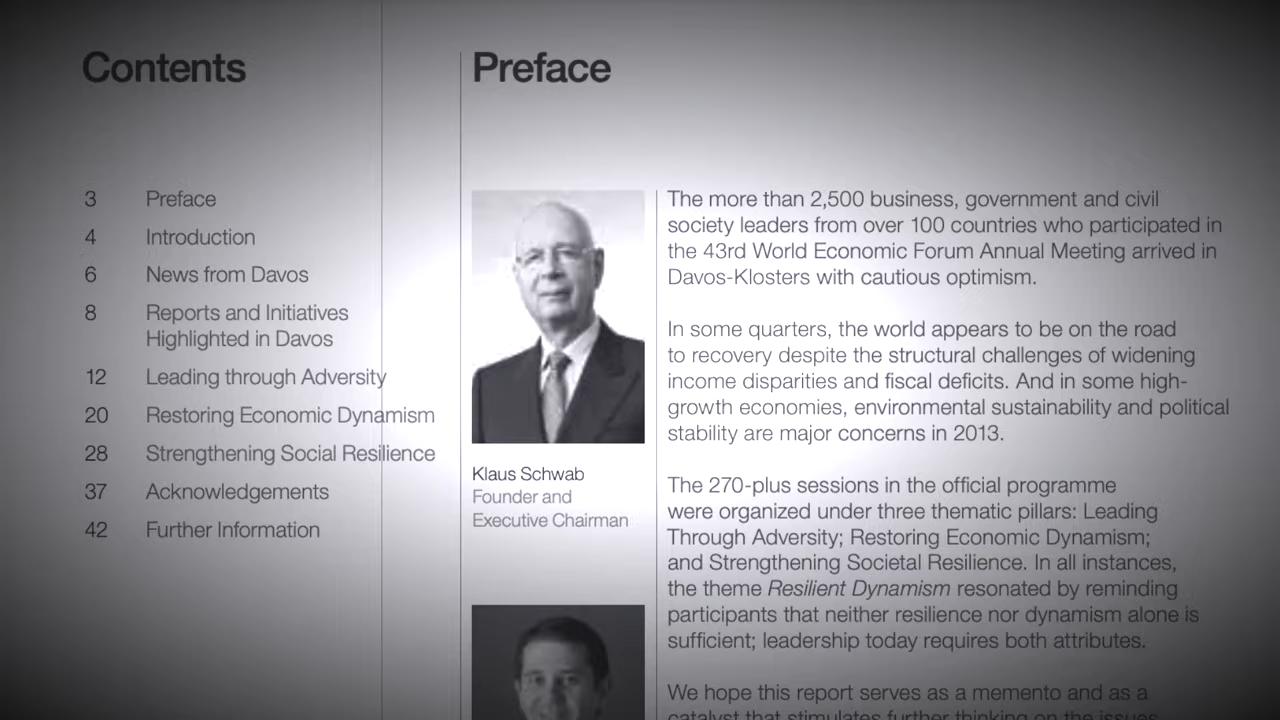 Contents
3 Preface
4 Introduction
6 News from Davos
8 Reports and Initiatives
Highlighted in Davos
12 Leading through Adversity
20 Restoring Economic Dynamism
28 Strengthening Social Resilience
37 Acknowledgements
42 Further Information
Preface
Klaus Schwab
Founder and
Executive Chairman
The more than 2,500 business, government and civil
society leaders from over 100 countries who participated in
the 43rd World Economic Forum Annual Meeting arrived in
Davos-Klosters with cautious optimism.
In some quarters, the world appears to be on the road
to recovery despite the structural challenges of widening
income disparities and fiscal deficits. And in some high-
growth economies, environmental sustainability and political
stability are major concerns in 2013.
The 270-plus sessions in the official programme
were organized under three thematic pillars: Leading
Through Adversity; Restoring Economic Dynamism;
and Strengthening Societal Resilience. In all instances,
the theme Resilient Dynamism resonated by reminding
participants that neither resilience nor dynamism alone is
sufficient; leadership today requires both attributes.
We hope this report serves as a memento and as a
catalyst that stimulates further thinking on the issues